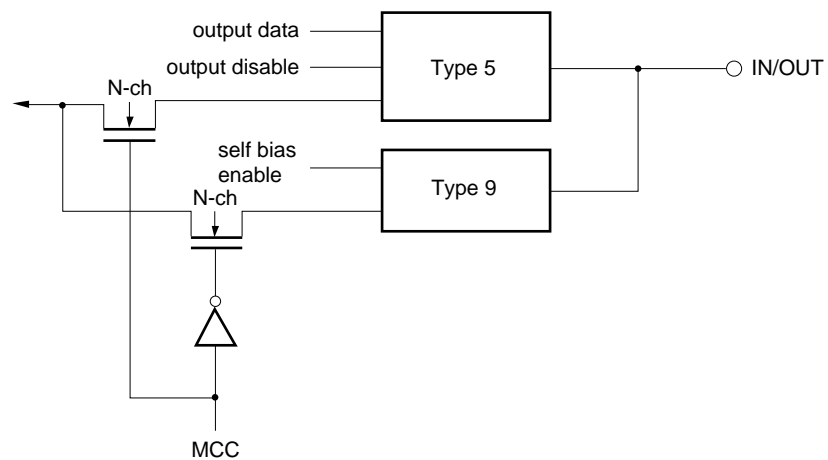 output data
output disable
N-ch
Type 5
IN/OUT
self bias
enable
N-ch
Type 9
MCC